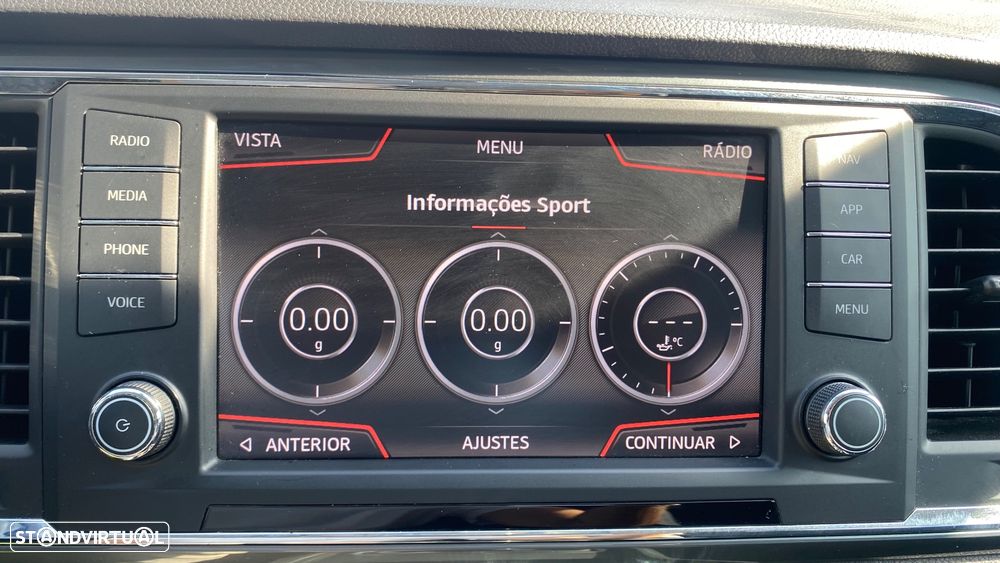 RADIO
MEDIA
PHONE
VOICE
VISTA
MENU
RÁDIO
Informações Sport
0.00
g
0.00
g
---
°C
ANTERIOR
AJUSTES
CONTINUAR
NAV
APP
CAR
MENU
STANDVIRTUAL